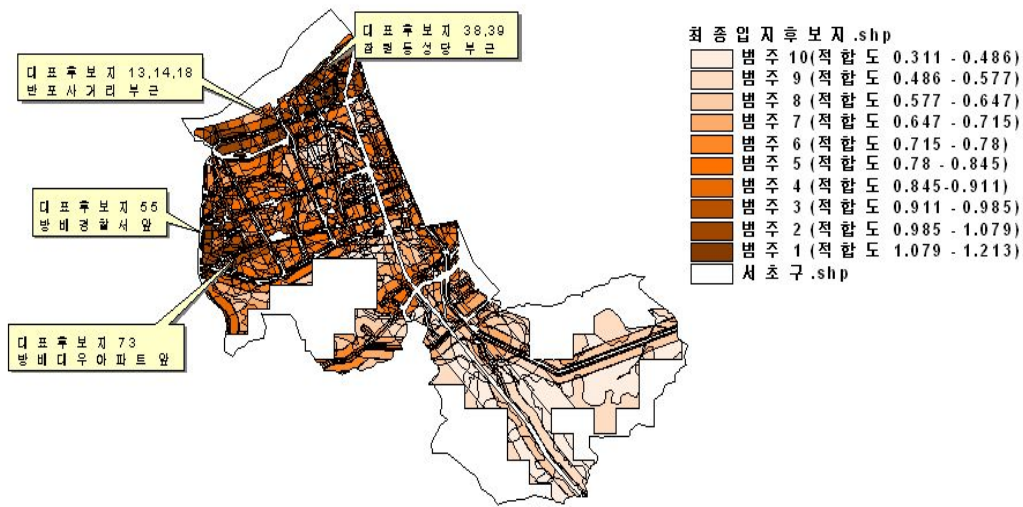 대표후보지 38,39
잠원동성당 부근
대표후보지 13,14,18
반포사거리 부근
대표후보지 55
방배경찰서앞
대표후보지 73
방배대우아파트 앞
최종입지후보지.shp
범주 10(적합도 0.311 - 0.486)
범주 9 (적합도 0.486 - 0.577)
범주 8 (적합도 0.577 - 0.647)
범주 7 (적합도 0.647 - 0.715)
범주 6 (적합도 0.715 - 0.78)
범주 5 (적합도 0.78 - 0.845)
범주 4 (적합도 0.845-0.911)
범주 3 (적합도 0.911 - 0.985)
범주 2 (적합도 0.985 - 1.079)
범주 1 (적합도 1.079 - 1.213)
서초구.shp